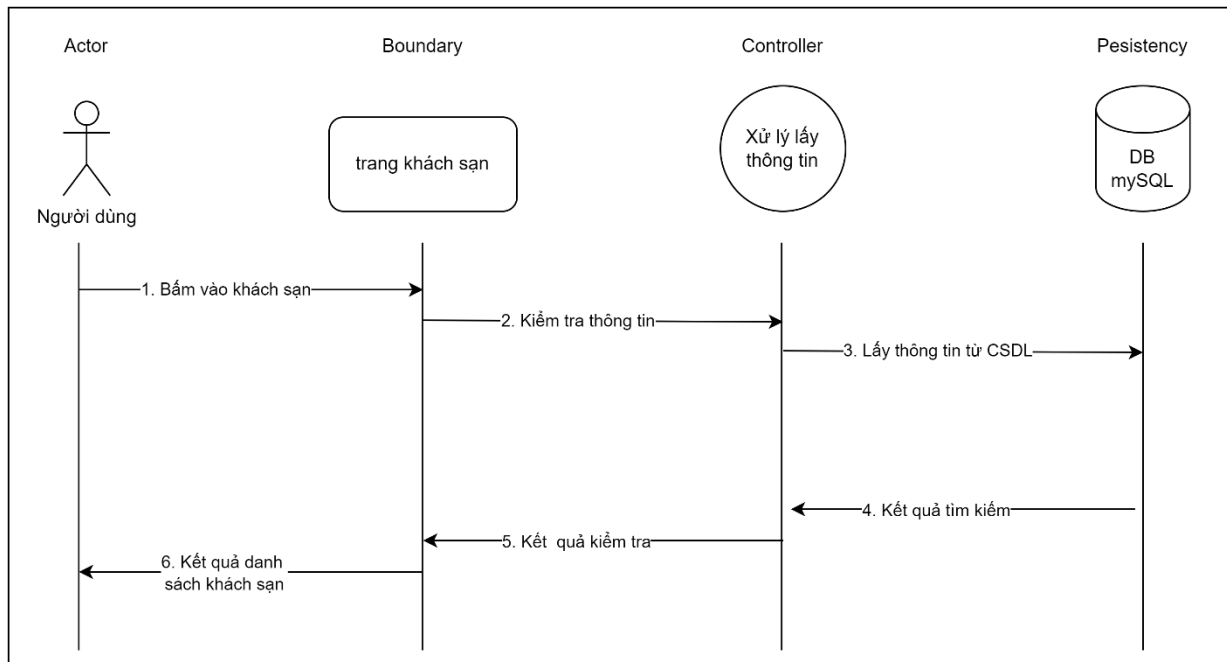 Actor
Boundary
Controller
Pesistency
Người dùng
trang khách sạn
Xử lý lấy
thông tin
DB
mySQL
1. Bấm vào khách sạn
2. Kiểm tra thông tin
3. Lấy thông tin từ CSDL
4. Kết quả tìm kiếm
5. Kết quả kiểm tra
6. Kết quả danh
sách khách sạn